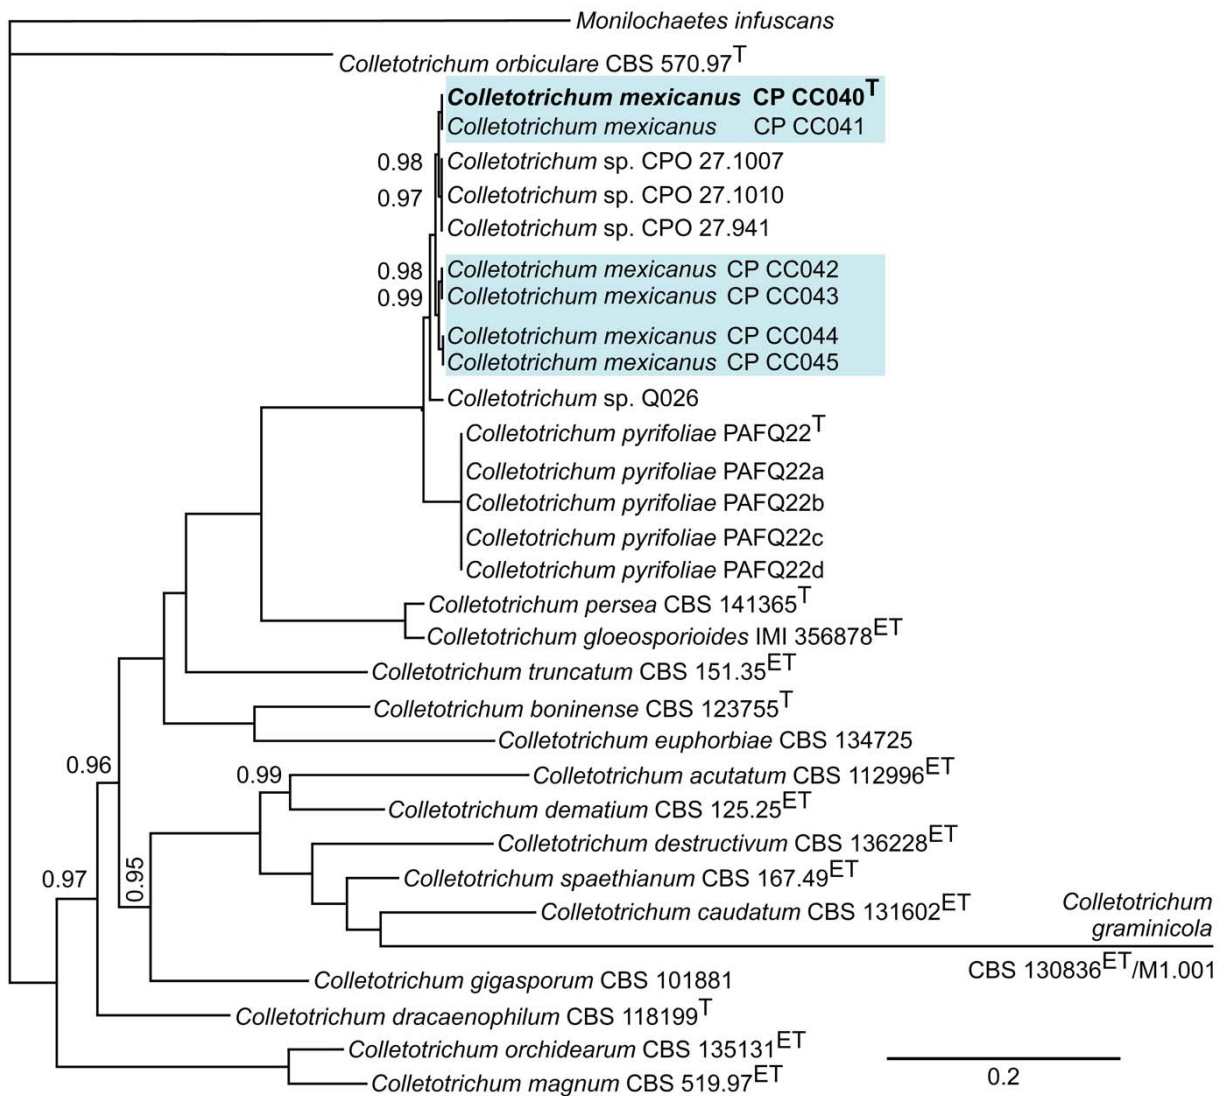 Monilochaetes infuscans
Colletotrichum orbiculare CBS 570.97T
Colletotrichum mexicanus CP CC040T
Colletotrichum mexicanus CP CC041
0.98
Colletotrichum sp. CPO 27.1007
0.97
Colletotrichum sp. CPO 27.1010
Colletotrichum sp. CPO 27.941
0.98
Colletotrichum mexicanus CP CC042
0.99
Colletotrichum mexicanus CP CC043
Colletotrichum mexicanus CP CC044
Colletotrichum mexicanus CP CC045
Colletotrichum sp. Q026
Colletotrichum pyrifoliae PAFQ22T
Colletotrichum pyrifoliae PAFQ22a
Colletotrichum pyrifoliae PAFQ22b
Colletotrichum pyrifoliae PAFQ22c
Colletotrichum pyrifoliae PAFQ22d
Colletotrichum persea CBS 141365T
Colletotrichum gloeosporioides IMI 356878ET
Colletotrichum truncatum CBS 151.35ET
Colletotrichum boninense CBS 123755T
Colletotrichum euphorbiae CBS 134725
0.96
0.99
Colletotrichum acutatum CBS 112996ET
Colletotrichum dematium CBS 125.25ET
Colletotrichum destructivum CBS 136228ET
0.97
0.95
Colletotrichum spaethianum CBS 167.49ET
Colletotrichum caudatum CBS 131602ET
Colletotrichum
graminicola
CBS 130836ET/M1.001
Colletotrichum gigasporum CBS 101881
Colletotrichum dracaenophilum CBS 118199T
Colletotrichum orchidearum CBS 135131ET
Colletotrichum magnum CBS 519.97ET
0.2